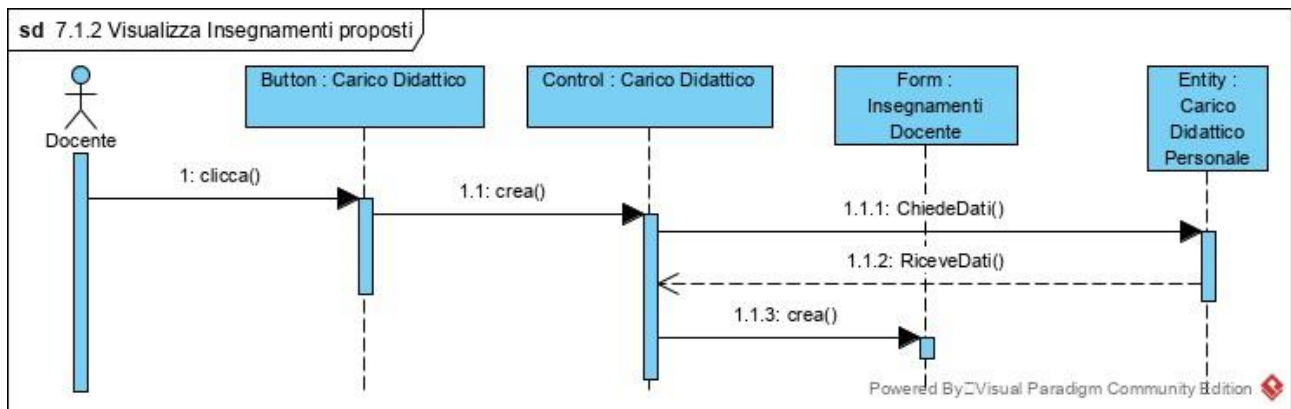 sd 7.1.2 Visualizza Insegnamenti proposti
Docente
Button : Carico Didattico
Control : Carico Didattico
Form :
Insegnamenti
Docente
Entity :
Carico
Didattico
Personale
1: clicca()
1.1: crea()
1.1.1: ChiedeDati()
1.1.2: RiceveDati()
1.1.3: crea()
Powered By Visual Paradigm Community Edition